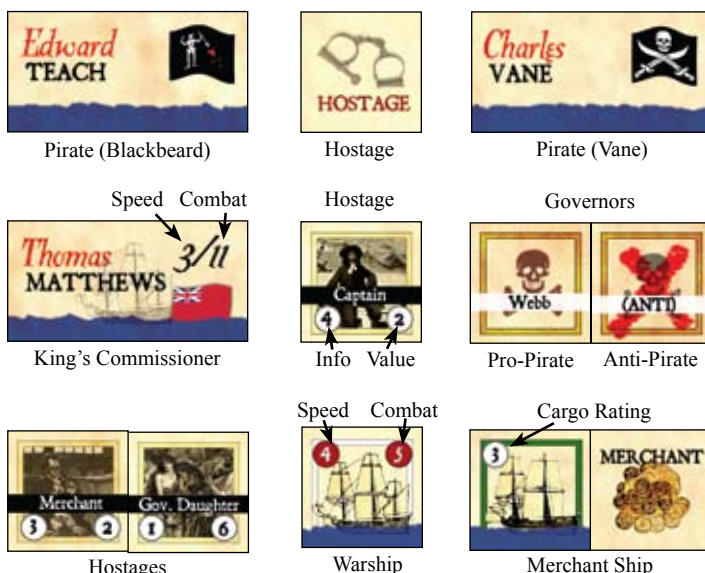 Edward
TEACH
HOSTAGE
Charles
VANE
Pirate (Blackbeard)
Hostage
Pirate (Vane)
Speed Combat
Hostage
Governors
Thomas
MATTHEWS
3/11
Captain
4 2
Webb
(ANTI)
King's Commissioner
Info Value
Pro-Pirate Anti-Pirate
Speed Combat
Cargo Rating
Merchant
3 2
Gov. Daughter
1 6
4 5
3
MERCHANT
Hostages
Warship
Merchant Ship